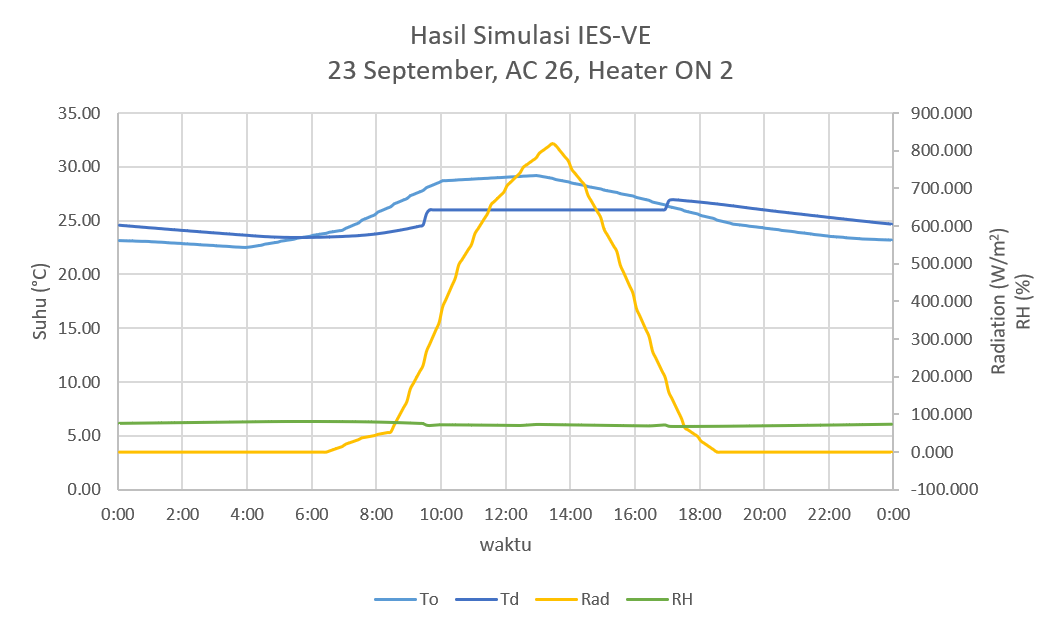 Hasil Simulasi IES-VE
23 September, AC 26, Heater ON 2
35.00
30.00
25.00
20.00
15.00
10.00
5.00
0.00
Suhu (°C)
900.000
800.000
700.000
600.000
500.000
400.000
300.000
200.000
100.000
0.000
-100.000
Radiation (W/m²)
RH (%)
0:00 2:00 4:00 6:00 8:00 10:00 12:00 14:00 16:00 18:00 20:00 22:00 0:00
waktu
To Td Rad RH